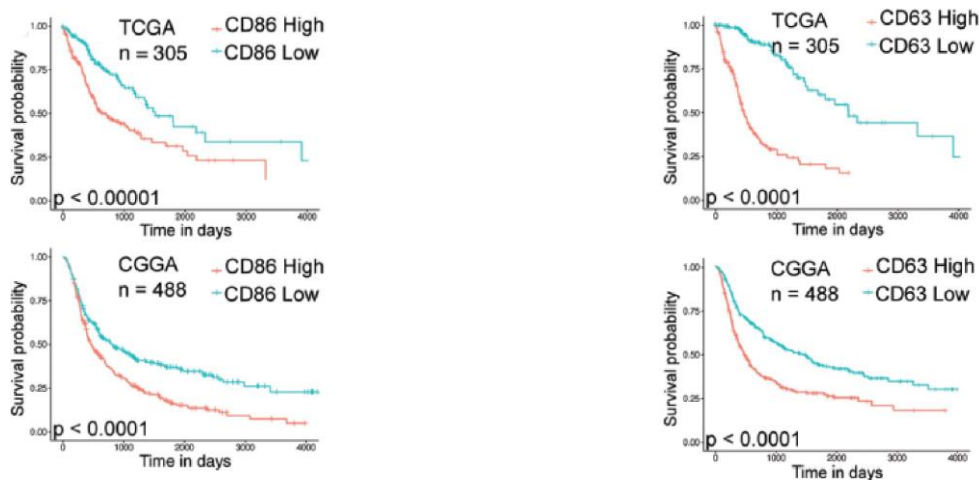 TCGA
n = 305
CD86 High
CD86 Low
Survival probability
1.00
0.75
0.50
0.25
0.00
p < 0.00001
0 1000 2000 3000 4000
Time in days
TCGA
n = 305
CD63 High
CD63 Low
Survival probability
1.00
0.75
0.50
0.25
0.00
p < 0.0001
0 1000 2000 3000 4000
Time in days
CGGA
n = 488
CD86 High
CD86 Low
Survival probability
1.00
0.75
0.50
0.25
0.00
p < 0.0001
0 1000 2000 3000 4000
Time in days
CGGA
n = 488
CD63 High
CD63 Low
Survival probability
1.00
0.75
0.50
0.25
0.00
p < 0.0001
0 1000 2000 3000 4000
Time in days